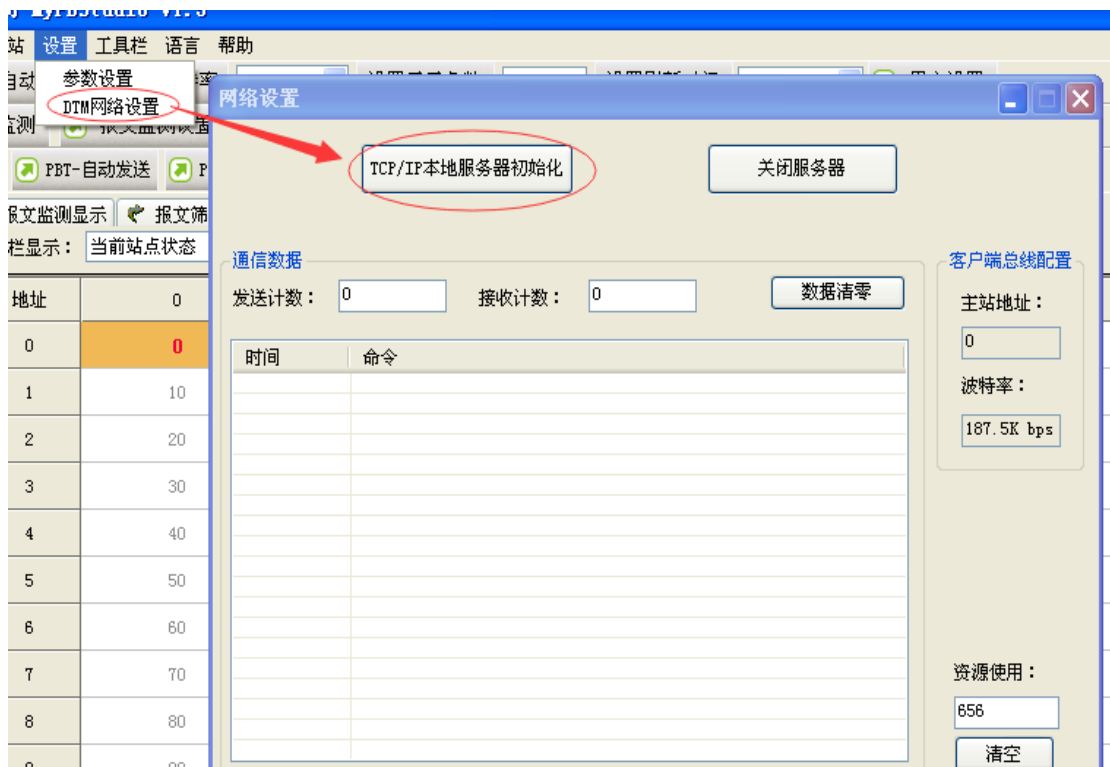 站 设置 工具栏 语言 帮助
参数设置
DTM网络设置
网络设置
TCP/IP本地服务器初始化 关闭服务器
PBT-自动发送
报文监测显示 报文筛
栏显示： 当前站点状态
通信数据 客户端总线配置
发送计数： 0 接收计数： 0 数据清零
主站地址：
0
波特率：
187.5K bps
时间 命令
地址 0
0 0
1 10
2 20
3 30
4 40
5 50
6 60
7 70
8 80
资源使用：
656
清空